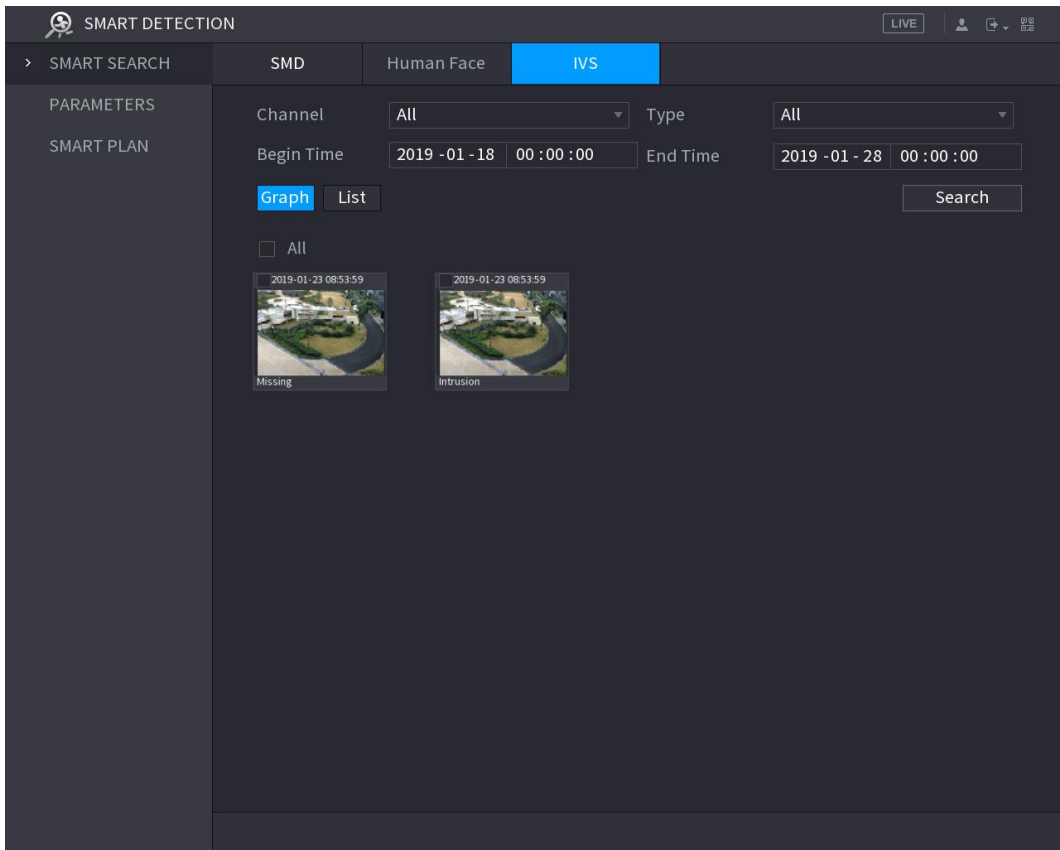 SMART DETECTION LIVE
SMART SEARCH SMD Human Face IVS
PARAMETERS
SMART PLAN
Channel All Type All
Begin Time 2019 -01 -18 00 :00 :00 End Time 2019 -01 - 28 00 :00 :00
Graph List Search
All
2019-01-23 08:53:59 2019-01-23 08:53:59
Missing Intrusion